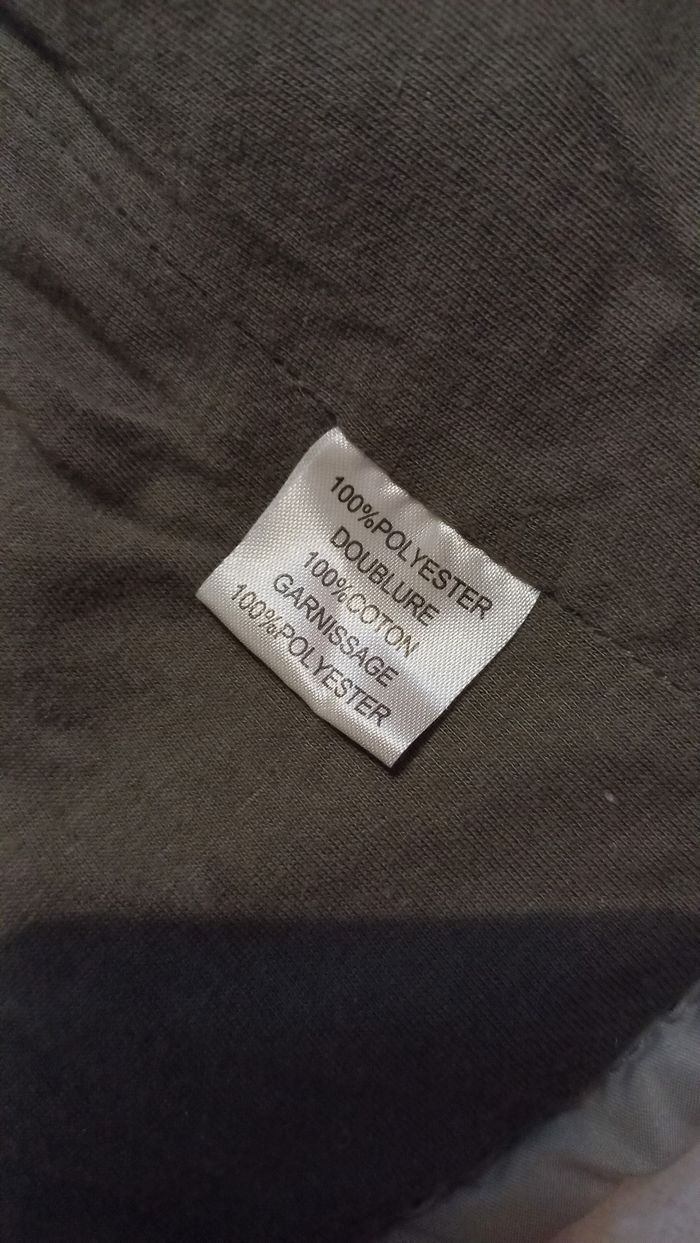 100%POLYESTER
DOUBLURE
100%COTON
GARNISSAGE
100%POLYESTER